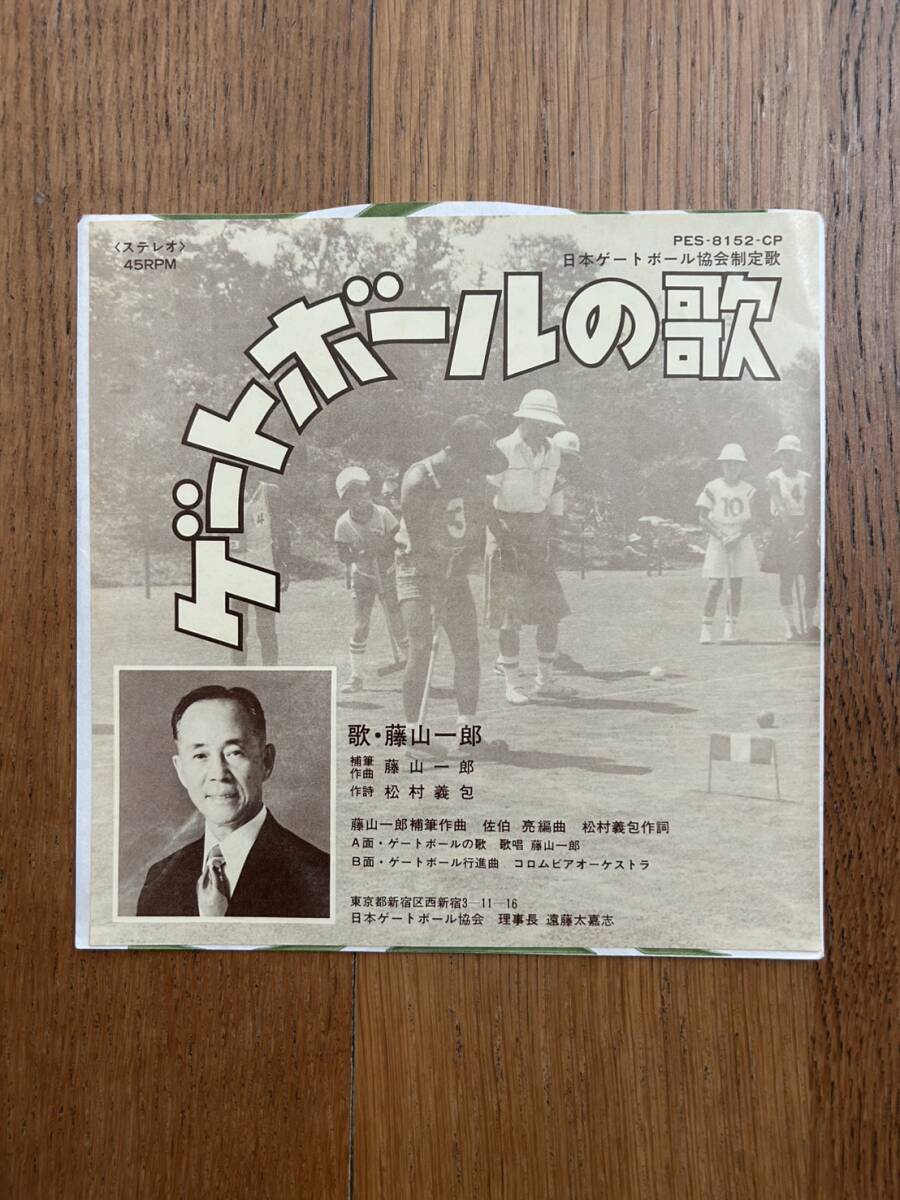 〈ステレオ〉
45RPM
PES-8152-CP
日本ゲートボール協会制定歌
ゲートボールの歌
4
3
10
4
歌・藤山一郎
補筆作曲 藤山一郎
作詩 松村義包
藤山一郎補筆作曲 佐伯 亮編曲 松村義包作詞
A面・ゲートボールの歌 歌唱 藤山一郎
B面・ゲートボール行進曲 コロムビアオーケストラ
東京都新宿区西新宿3－11－16
日本ゲートボール協会 理事長 遠藤太嘉志